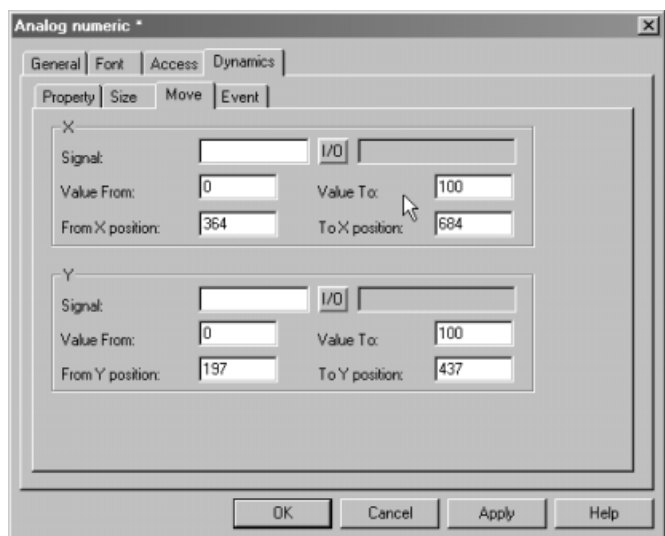 Analog numeric *
General Font Access Dynamics
Property Size Move Event
X
Signal: I/O
Value From: 0 Value To: 100
From X position: 364 To X position: 684
Y
Signal: I/O
Value From: 0 Value To: 100
From Y position: 197 To Y position: 437
OK Cancel Apply Help